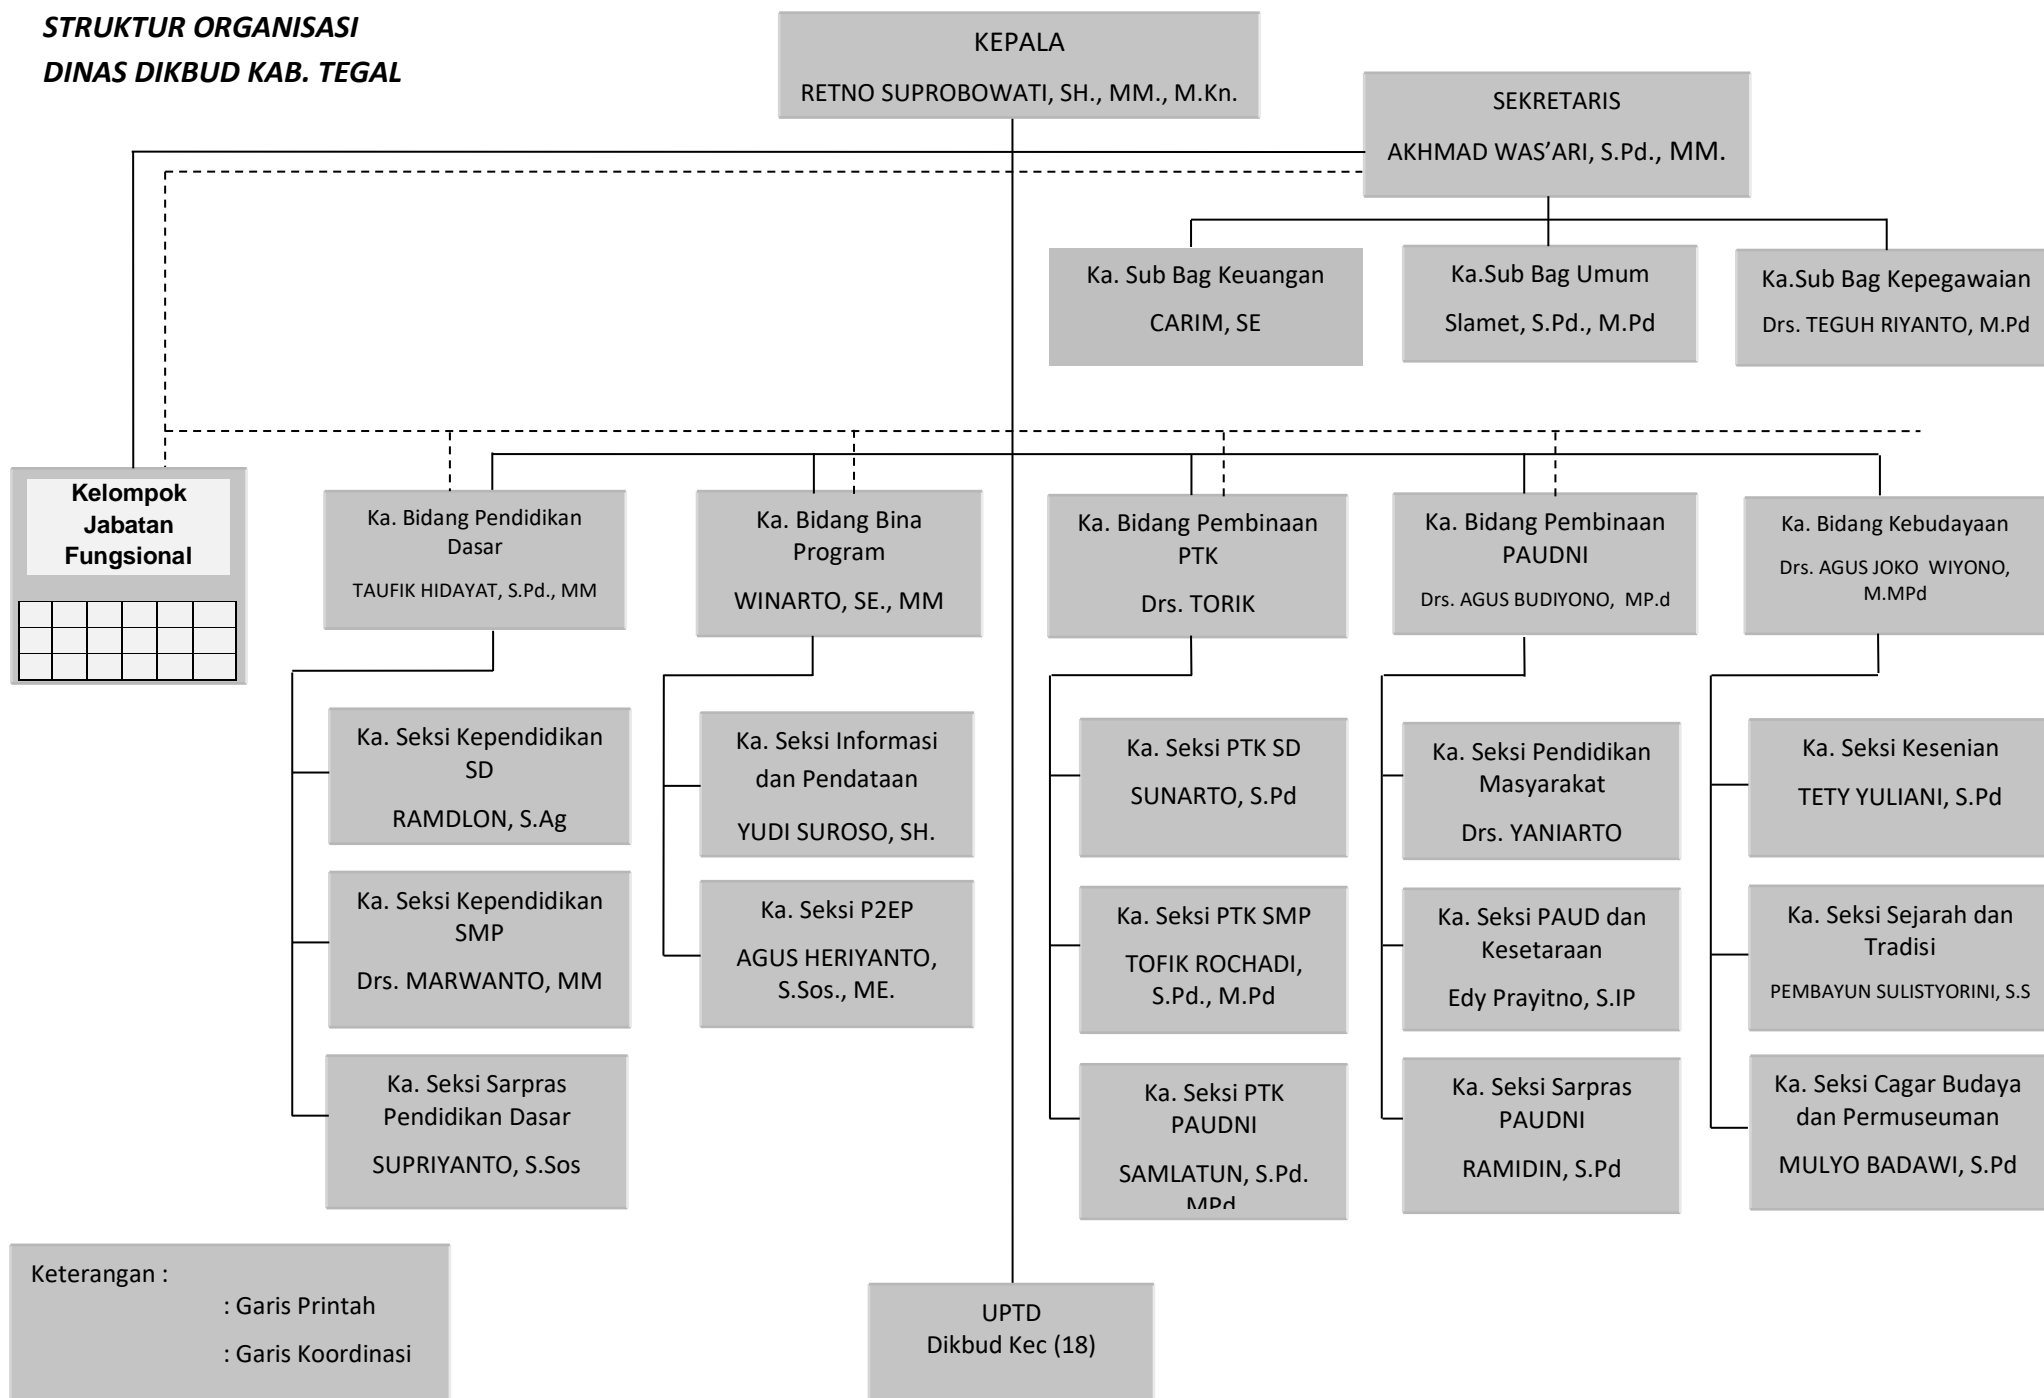 STRUKTUR ORGANISASI
DINAS DIKBUD KAB. TEGAL
KEPALA
RETNO SUPROBOWATI, SH., MM., M.Kn.
SEKRETARIS
AKHMAD WAS’ARI, S.Pd., MM.
Ka. Sub Bag Keuangan
CARIM, SE
Ka.Sub Bag Umum
Slamet, S.Pd., M.Pd
Ka.Sub Bag Kepegawaian
Drs. TEGUH RIYANTO, M.Pd
Kelompok
Jabatan
Fungsional
Ka. Bidang Pendidikan
Dasar
TAUFIK HIDAYAT, S.Pd., MM
Ka. Bidang Bina
Program
WINARTO, SE., MM
Ka. Bidang Pembinaan
PTK
Drs. TORIK
Ka. Bidang Pembinaan
PAUDNI
Drs. AGUS BUDIYONO, MP.d
Ka. Bidang Kebudayaan
Drs. AGUS JOKO WIYONO,
M.MPd
Ka. Seksi Kependidikan
SD
RAMDLON, S.Ag
Ka. Seksi Kependidikan
SMP
Drs. MARWANTO, MM
Ka. Seksi Sarpras
Pendidikan Dasar
SUPRIYANTO, S.Sos
Ka. Seksi Informasi
dan Pendataan
YUDI SUROSO, SH.
Ka. Seksi P2EP
AGUS HERIYANTO,
S.Sos., ME.
Ka. Seksi PTK SD
SUNARTO, S.Pd
Ka. Seksi PTK SMP
TOFIK ROCHADI,
S.Pd., M.Pd
Ka. Seksi PTK
PAUDNI
SAMLATUN, S.Pd.
MPd
Ka. Seksi Pendidikan
Masyarakat
Drs. YANIARTO
Ka. Seksi PAUD dan
Kesetaraan
Edy Prayitno, S.IP
Ka. Seksi Sarpras
PAUDNI
RAMIDIN, S.Pd
Ka. Seksi Kesenian
TETY YULIANI, S.Pd
Ka. Seksi Sejarah dan
Tradisi
PEMBAYUN SULISTYORINI, S.S
Ka. Seksi Cagar Budaya
dan Permuseuman
MULYO BADAWI, S.Pd
Keterangan :
: Garis Printah
: Garis Koordinasi
UPTD
Dikbud Kec (18)